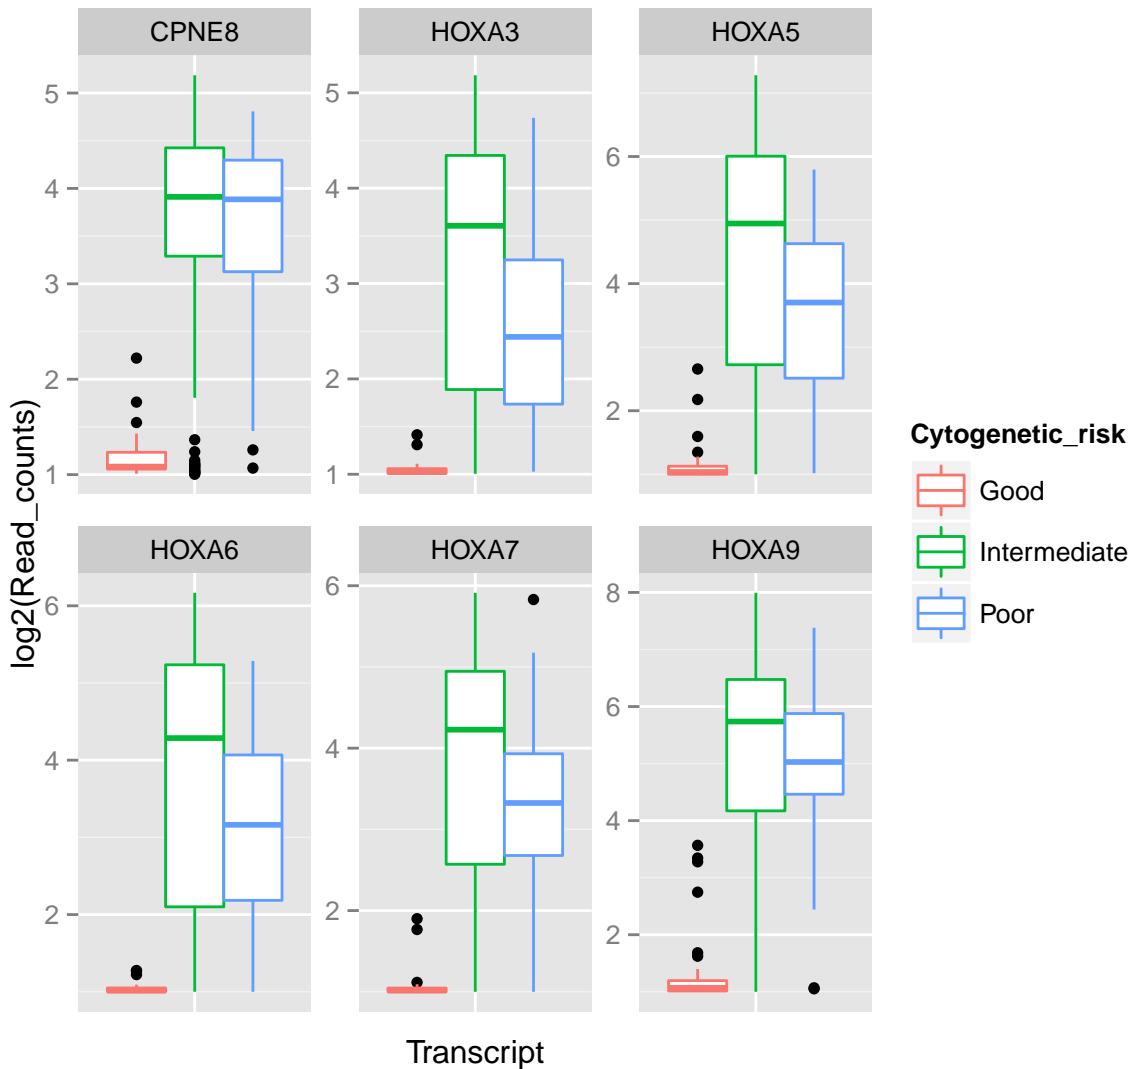 CPNE8 HOXA3 HOXA5
5
4
3
2
1
5
4
3
2
1
6
4
2
HOXA6 HOXA7 HOXA9
6
4
2
6
4
2
8
6
4
2
log2(Read_counts)
Transcript
Cytogenetic_risk
Good
Intermediate
Poor